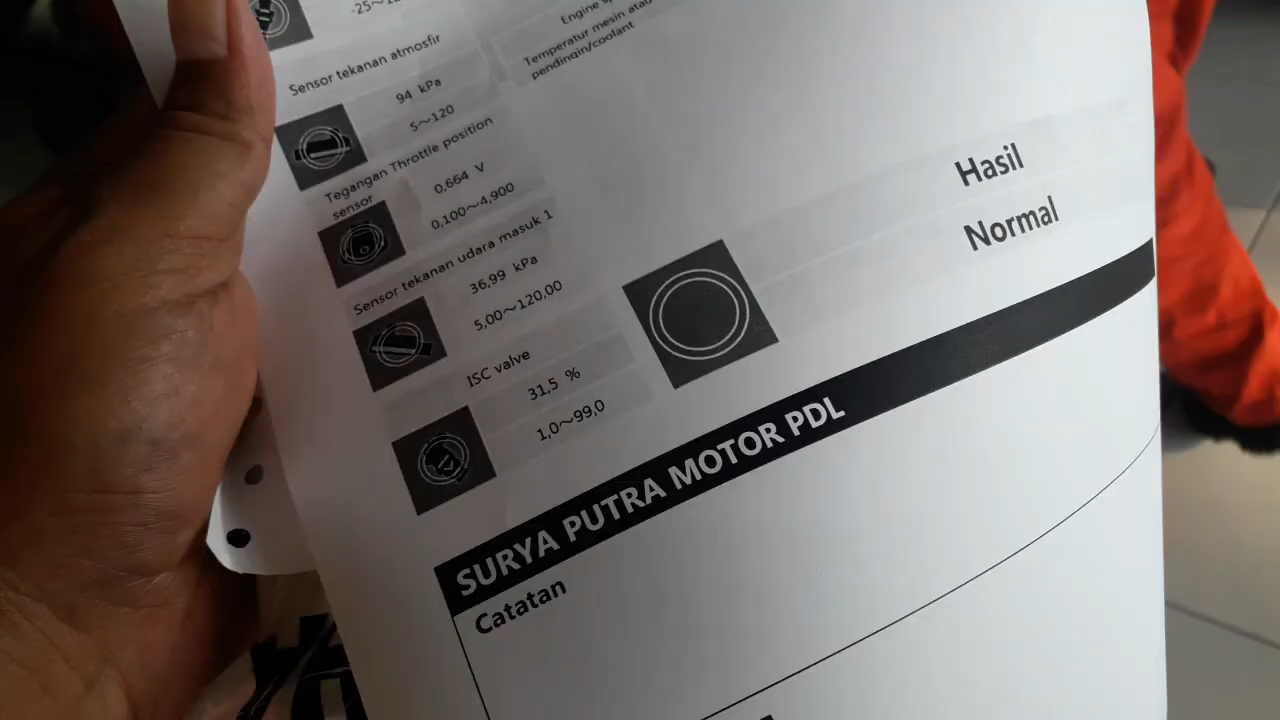 -25~12
Sensor tekanan atmosfir
94 kPa
5~120
Tegangan Throttle position
sensor
0,664 V
0,100~4,900
Sensor tekanan udara masuk 1
36,99 kPa
5,00~120,00
ISC valve
31,5 %
1,0~99,0
Engine
Temperatur mesin atau
pendingin/coolant
Hasil
Normal
SURYA PUTRA MOTOR PDL
Catatan